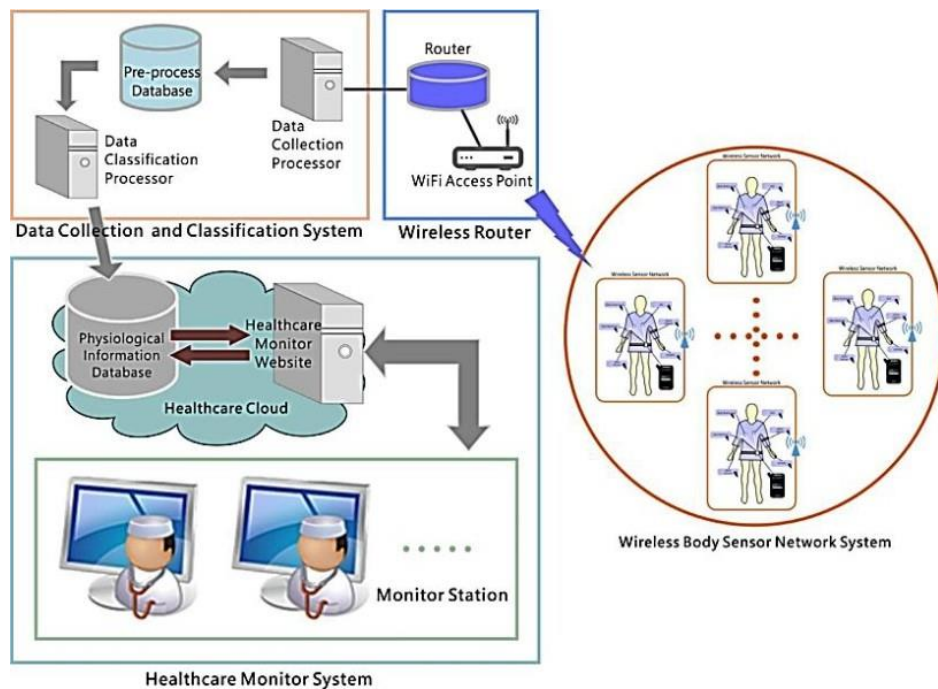 Pre-process
Database
Data
Collection
Processor
Data
Classification
Processor
Data Collection and Classification System
Router
WiFi Access Point
Wireless Router
Physiological
Information
Database
Healthcare
Monitor
Website
Healthcare Cloud
Monitor Station
Healthcare Monitor System
Wireless Sensor Network
Wireless Sensor Network
Wireless Sensor Network
Wireless Sensor Network
Wireless Body Sensor Network System